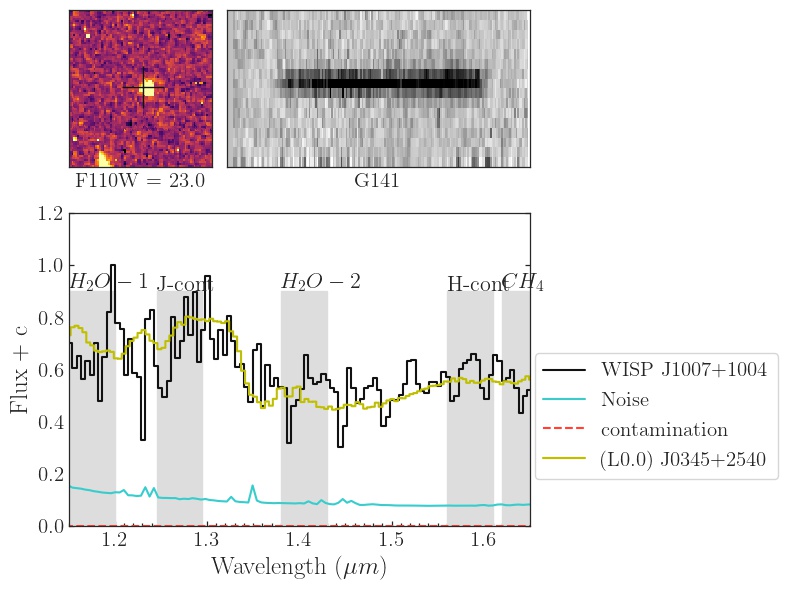 F110W = 23.0
G141
H₂O − 1
J-cont
H₂O − 2
H-cont
CH₄
1.2
1.0
0.8
0.6
0.4
0.2
0.0
Flux + c
1.2
1.3
1.4
1.5
1.6
Wavelength (μm)
WISP J1007+1004
Noise
contamination
(L0.0) J0345+2540